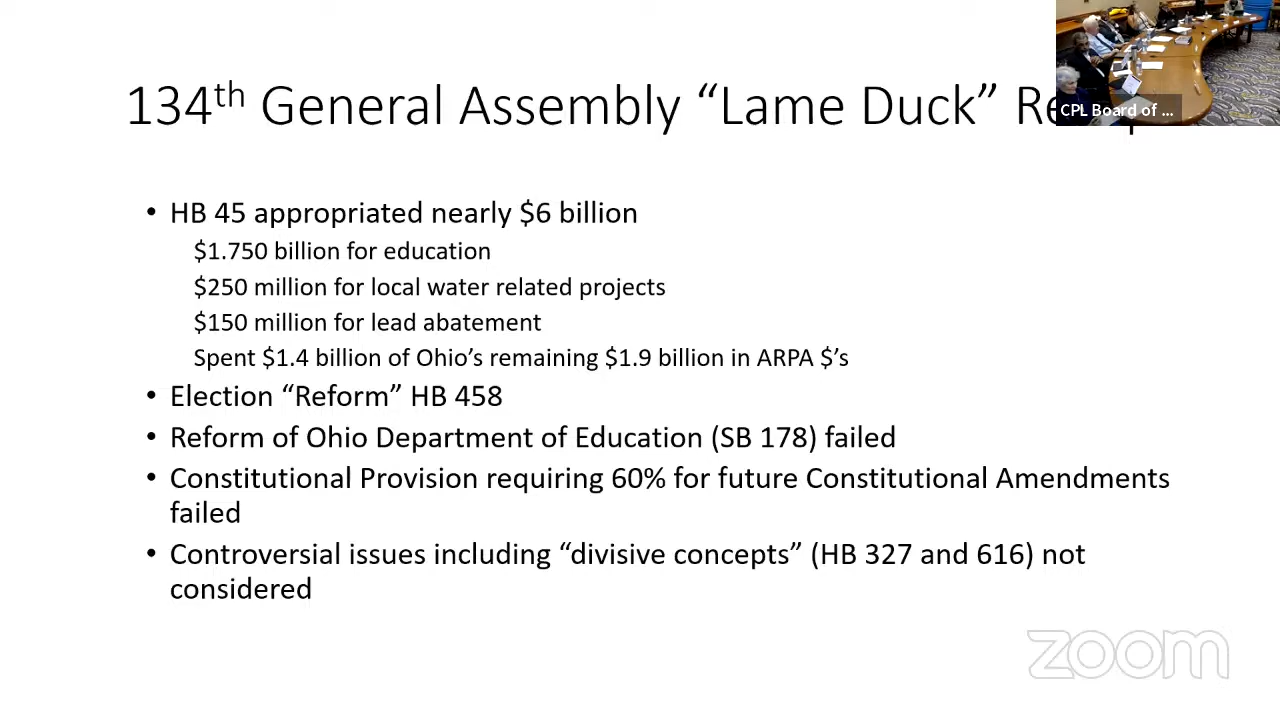 134th General Assembly “Lame Duck”
CPL Board of ...
• HB 45 appropriated nearly $6 billion
$1.750 billion for education
$250 million for local water related projects
$150 million for lead abatement
Spent $1.4 billion of Ohio’s remaining $1.9 billion in ARPA $’s
• Election “Reform” HB 458
• Reform of Ohio Department of Education (SB 178) failed
• Constitutional Provision requiring 60% for future Constitutional Amendments
failed
• Controversial issues including “divisive concepts” (HB 327 and 616) not
considered
zoom